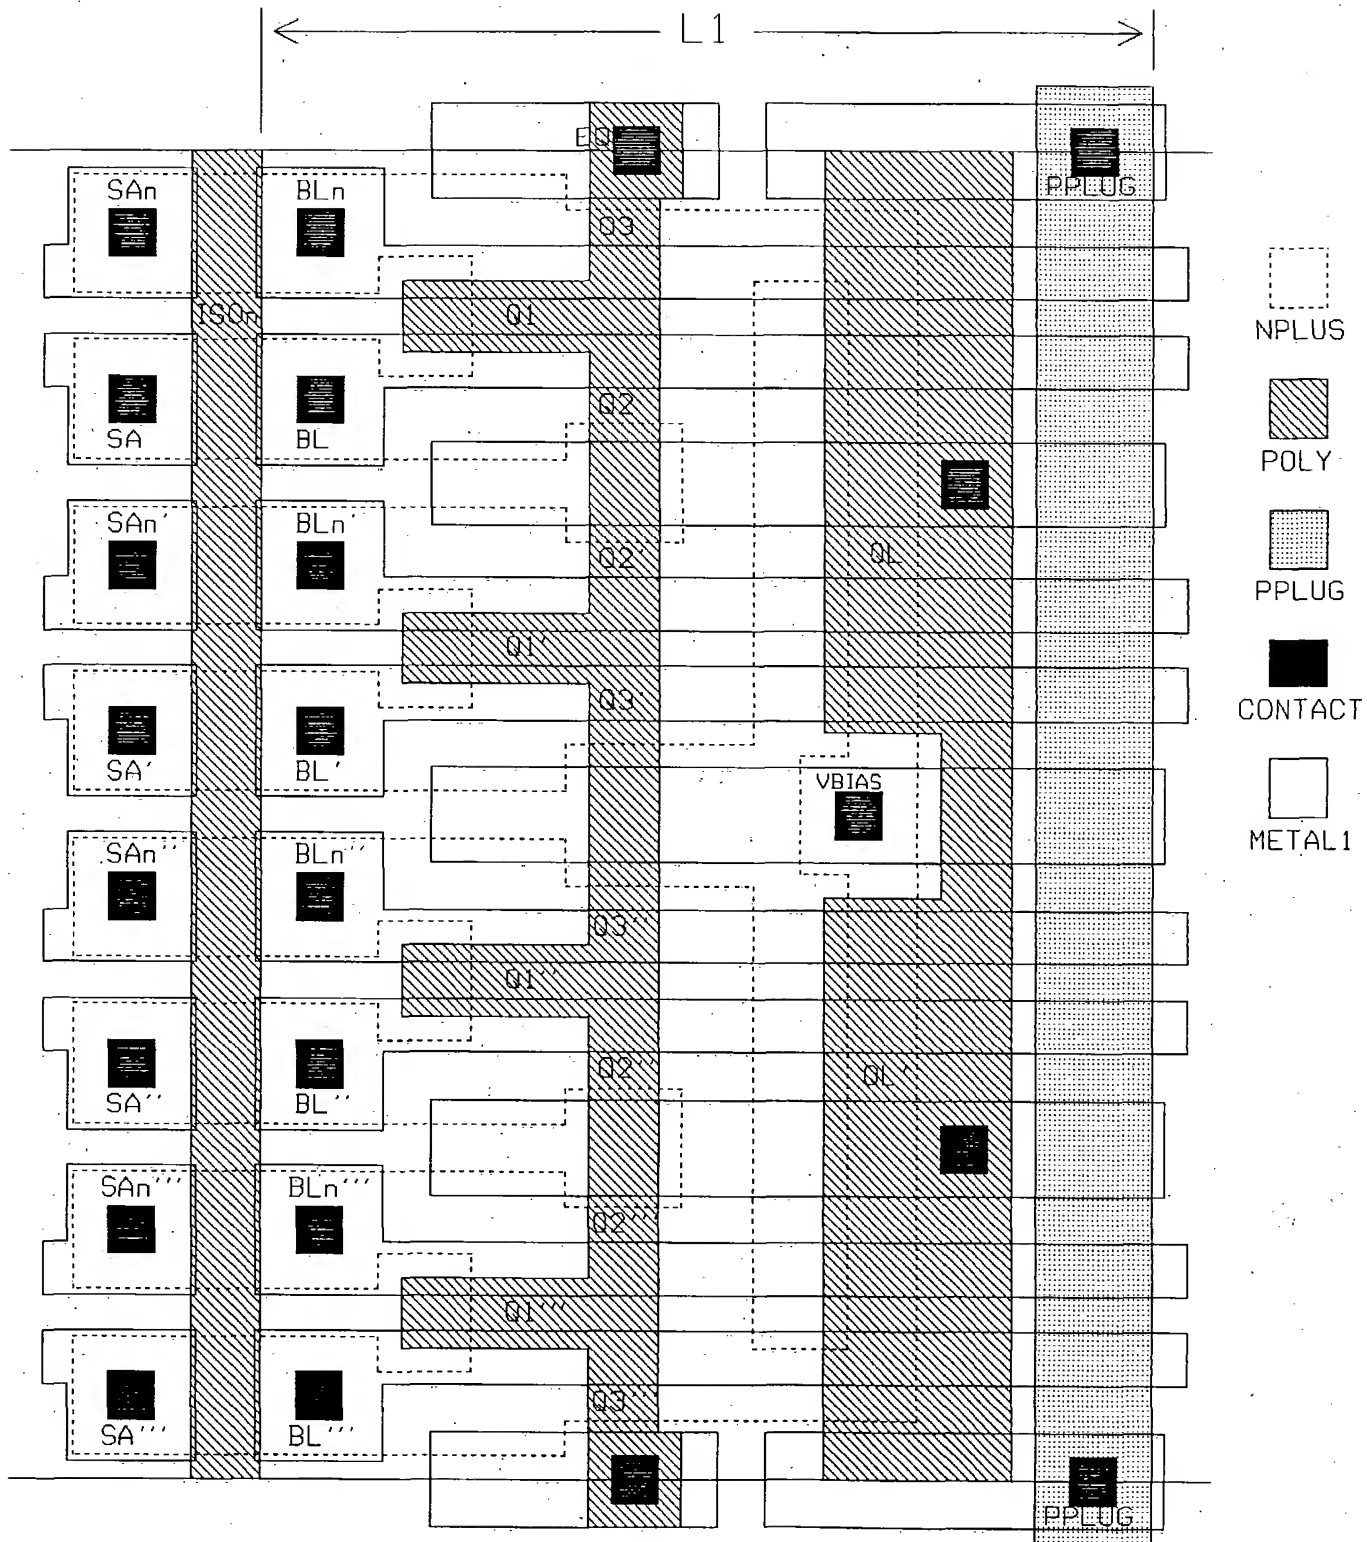 L1
EQ
PPLUG
SAn
BLn
Q3
ISOn
Q1
NPLUS
SA
BL
Q2
POLY
SAn'
BLn'
Q2'
QL
PPLUG
Q1'
Q3'
CONTACT
SA'
BL'
VBIAS
METAL1
SAn''
BLn''
Q3''
Q1''
SA''
BL''
Q2''
QL'
SAn'''
BLn'''
Q2'''
Q1'''
SA'''
BL'''
Q3'''
PPLUG